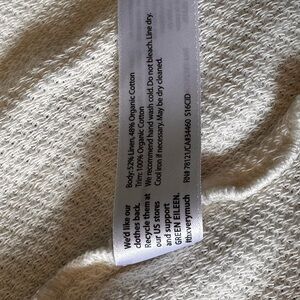 Body: 52% Linen, 48% Organic Cotton
Trim: 100% Organic Cotton
We recommend hand wash cold. Do not bleach. Line dry.
Cool iron if necessary. May be dry cleaned.
RN# 78121/CA#34460 S16CID
We'd like our
clothes back.
Recycle them at
our US stores
and support
GREEN EILEEN.
#tbxverymuch